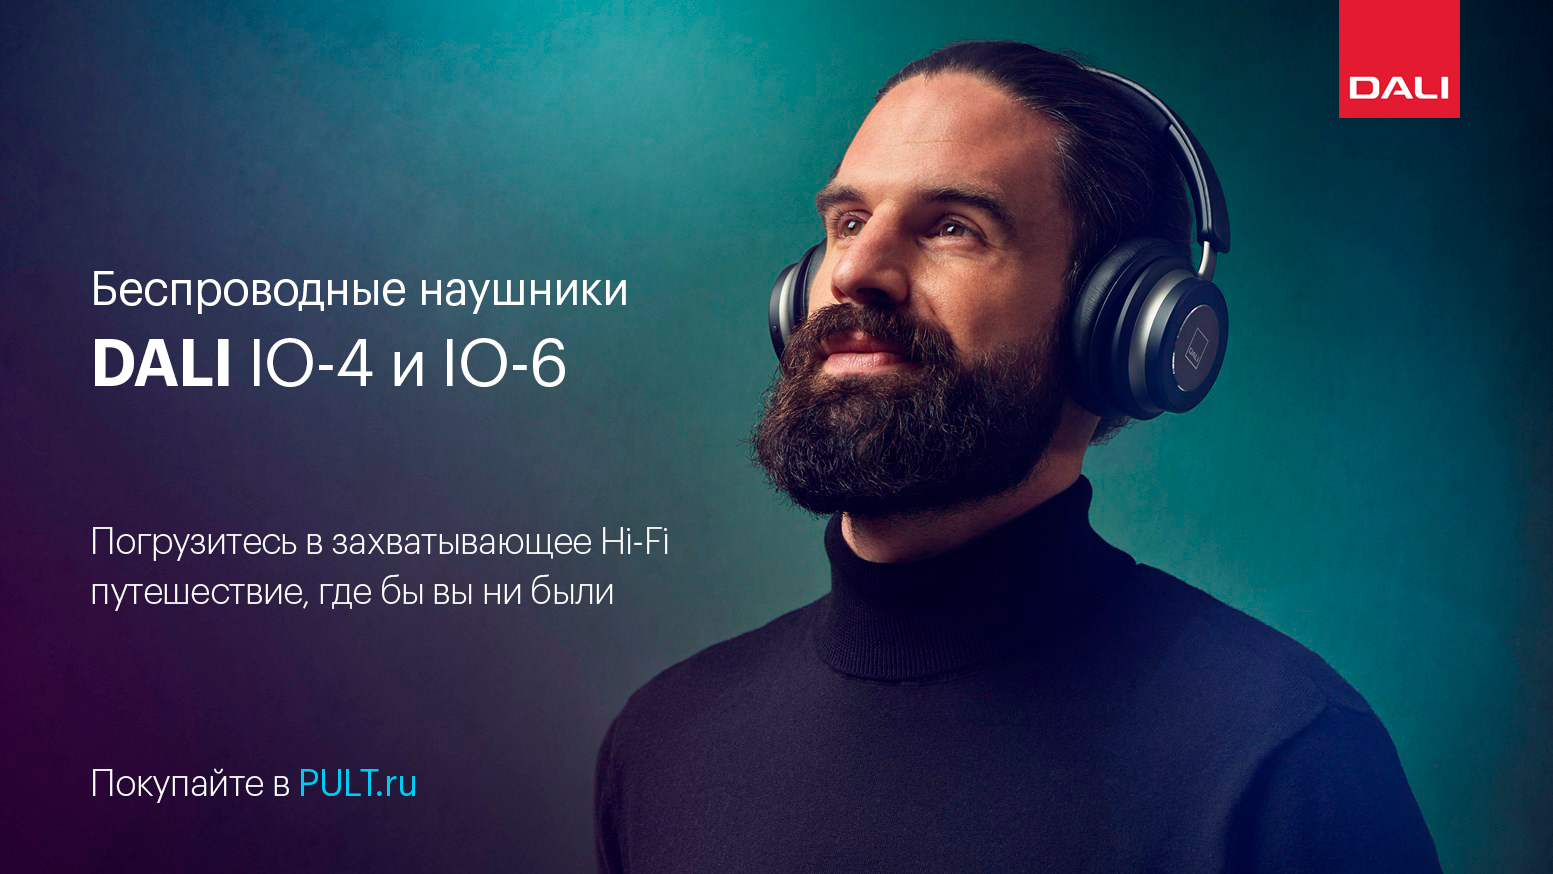 DALI
Беспроводные наушники
DALI IO-4 и IO-6
DALI
Погрузитесь в захватывающее Hi-Fi
путешествие, где бы вы ни были
Покупайте в PULT.ru